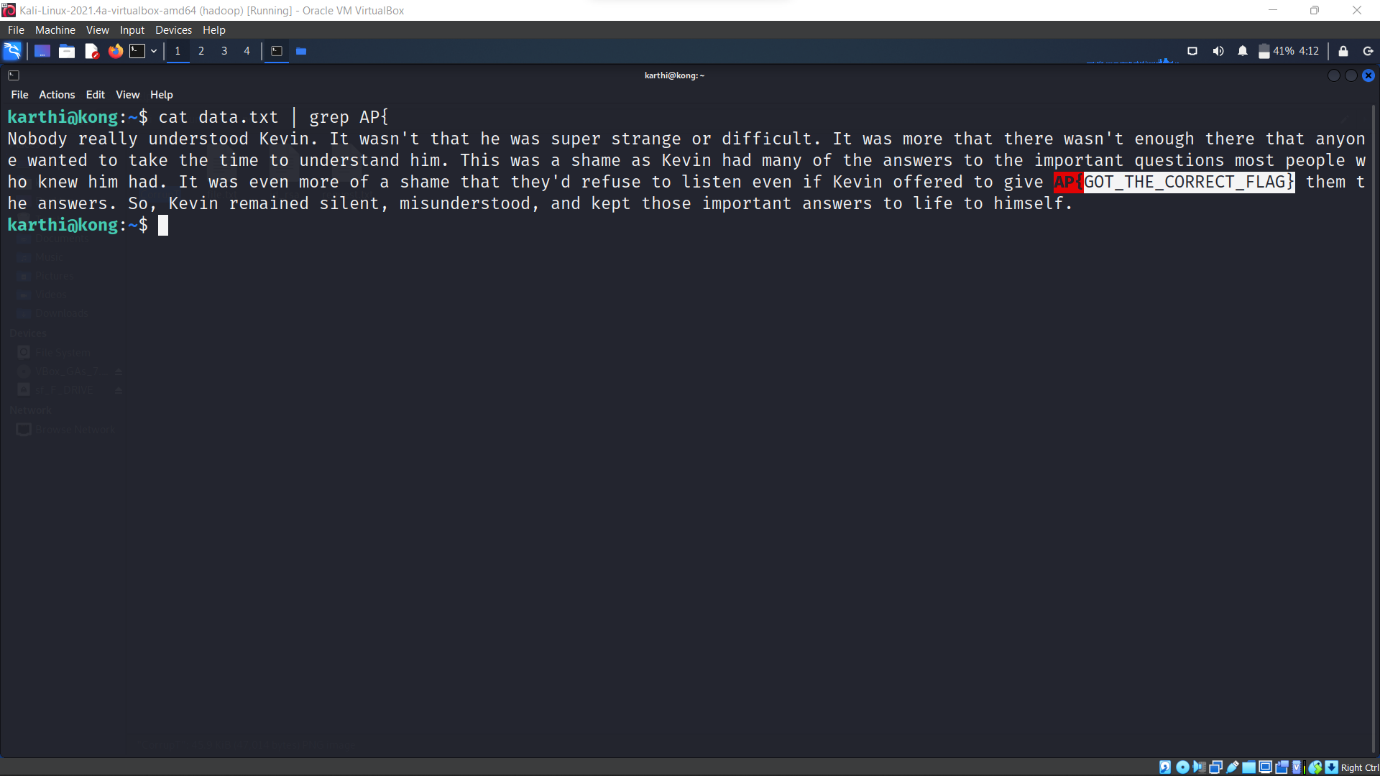 Kali-Linux-2021.4a-virtualbox-amd64 (hadoop) [Running] - Oracle VM VirtualBox
File Machine View Input Devices Help
1 2 3 4 41% 4:12
karthi@kong: ~
File Actions Edit View Help
karthi@kong:~$ cat data.txt | grep AP{
Nobody really understood Kevin. It wasn't that he was super strange or difficult. It was more that there wasn't enough there that anyon
e wanted to take the time to understand him. This was a shame as Kevin had many of the answers to the important questions most people w
ho knew him had. It was even more of a shame that they'd refuse to listen even if Kevin offered to give AP{GOT_THE_CORRECT_FLAG} them t
he answers. So, Kevin remained silent, misunderstood, and kept those important answers to life to himself.
karthi@kong:~$
Devices
Network
Right Ctrl